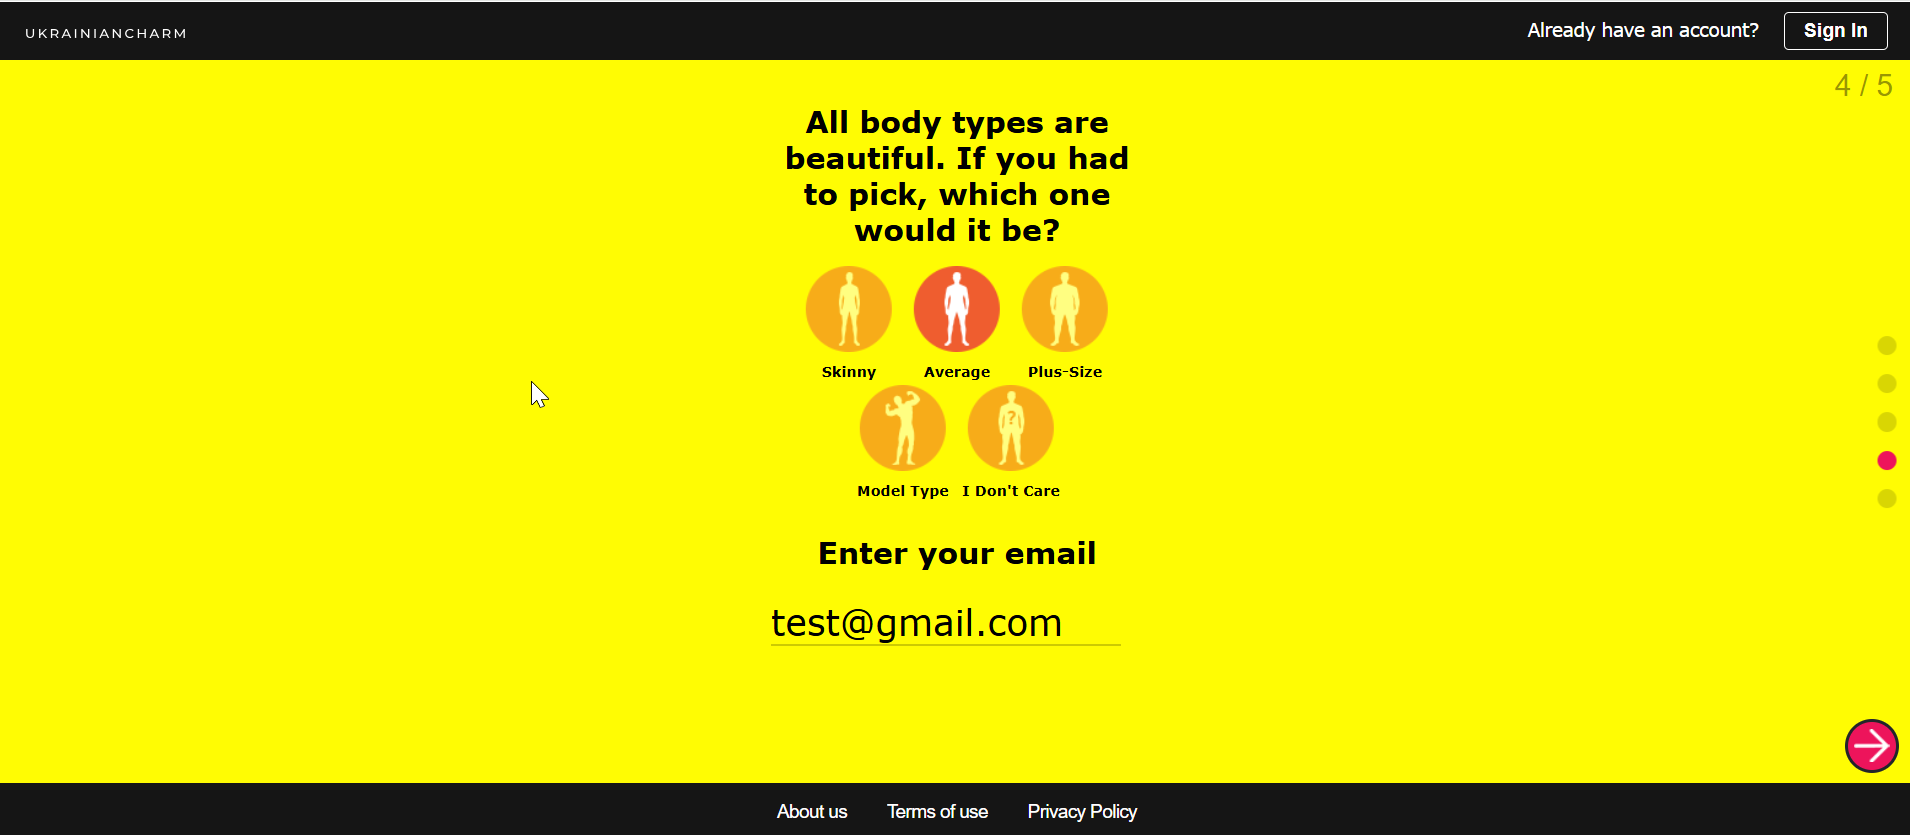 UKRAINIANCHARM
Already have an account?
Sign In
4 / 5
All body types are
beautiful. If you had
to pick, which one
would it be?
Skinny
Average
Plus-Size
?
Model Type
I Don't Care
Enter your email
test@gmail.com
About us
Terms of use
Privacy Policy